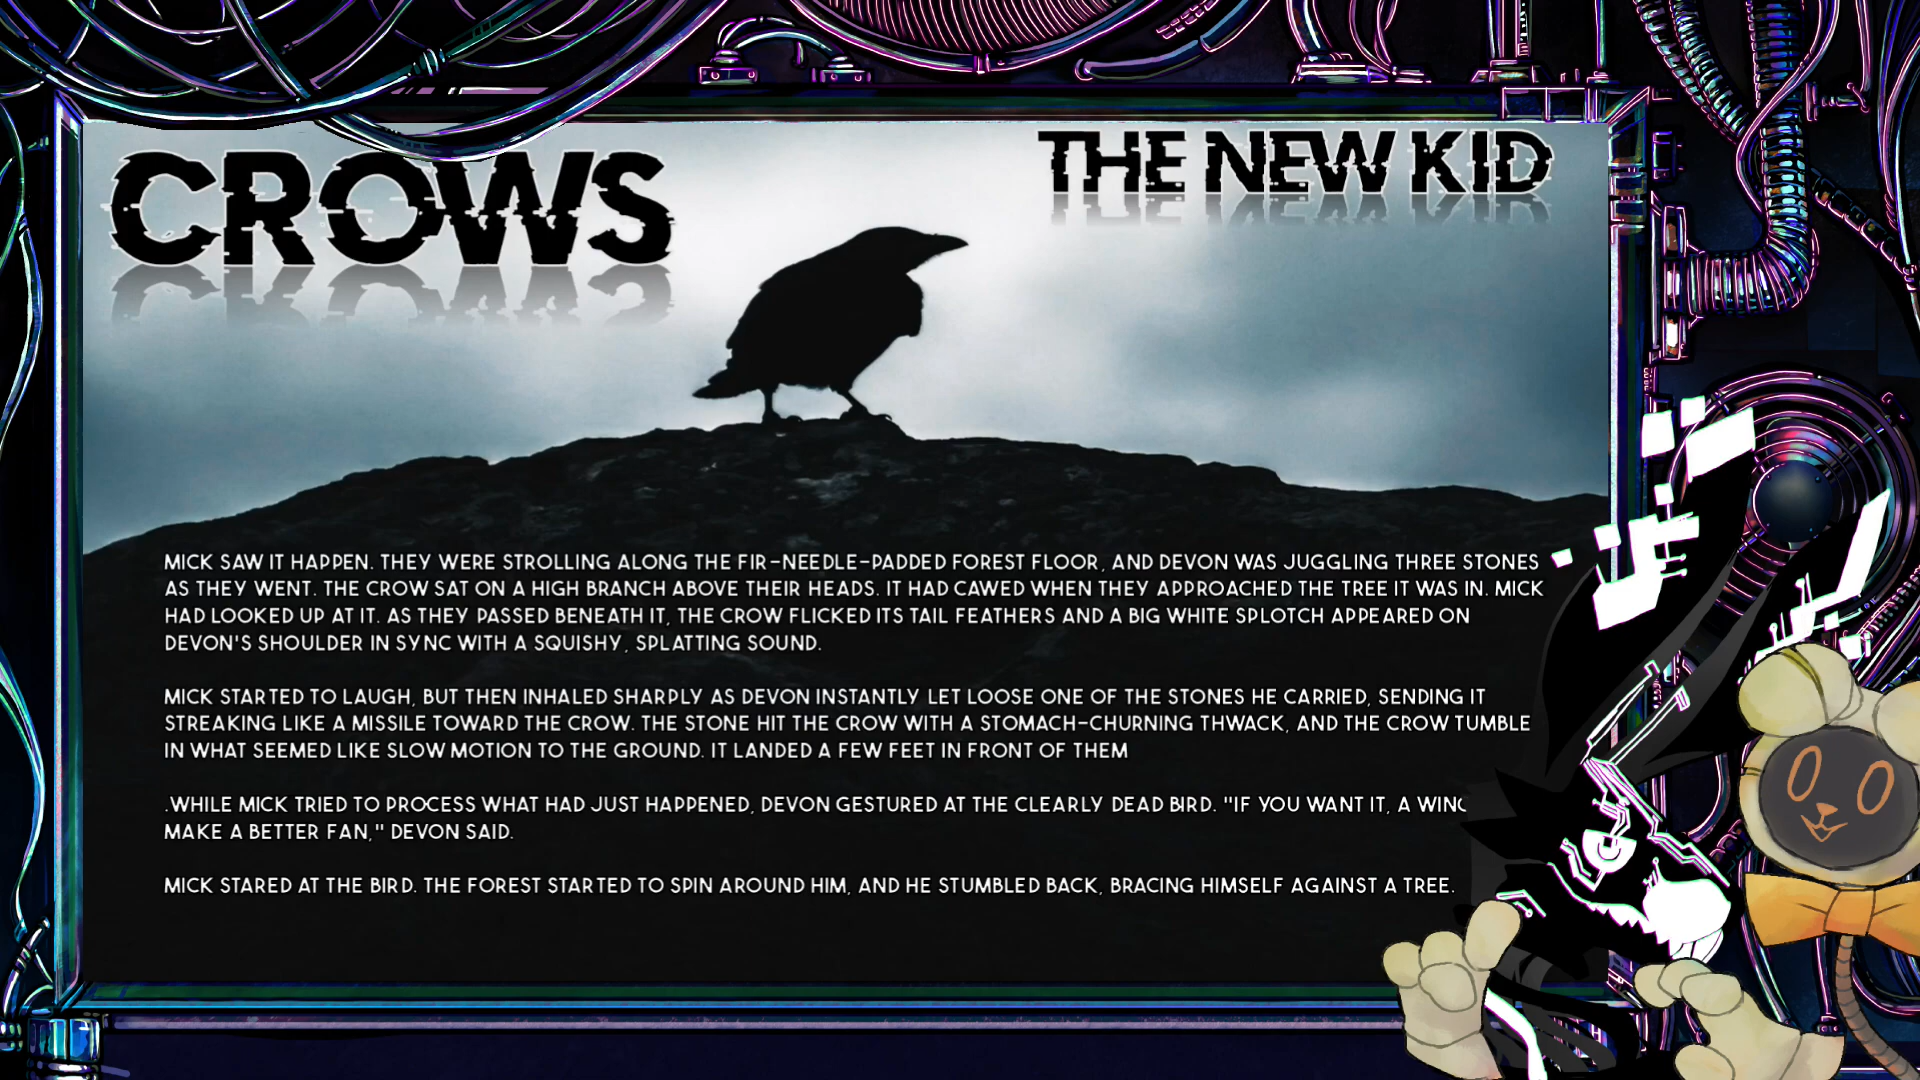 CROWS
THE NEW KID
MICK SAW IT HAPPEN. THEY WERE STROLLING ALONG THE FIR-NEEDLE-PADDED FOREST FLOOR, AND DEVON WAS JUGGLING THREE STONES
AS THEY WENT. THE CROW SAT ON A HIGH BRANCH ABOVE THEIR HEADS. IT HAD CAWED WHEN THEY APPROACHED THE TREE IT WAS IN. MICK
HAD LOOKED UP AT IT. AS THEY PASSED BENEATH IT, THE CROW FLICKED ITS TAIL FEATHERS AND A BIG WHITE SPLOTCH APPEARED ON
DEVON'S SHOULDER IN SYNC WITH A SQUISHY, SPLATTING SOUND.
MICK STARTED TO LAUGH, BUT THEN INHALED SHARPLY AS DEVON INSTANTLY LET LOOSE ONE OF THE STONES HE CARRIED, SENDING IT
STREAKING LIKE A MISSILE TOWARD THE CROW. THE STONE HIT THE CROW WITH A STOMACH-CHURNING THWACK, AND THE CROW TUMBLE
IN WHAT SEEMED LIKE SLOW MOTION TO THE GROUND. IT LANDED A FEW FEET IN FRONT OF THEM
.WHILE MICK TRIED TO PROCESS WHAT HAD JUST HAPPENED, DEVON GESTURED AT THE CLEARLY DEAD BIRD. "IF YOU WANT IT, A
MAKE A BETTER FAN," DEVON SAID.
MICK STARED AT THE BIRD. THE FOREST STARTED TO SPIN AROUND HIM, AND HE STUMBLED BACK, BRACING HIMSELF AGAINST A TREE.